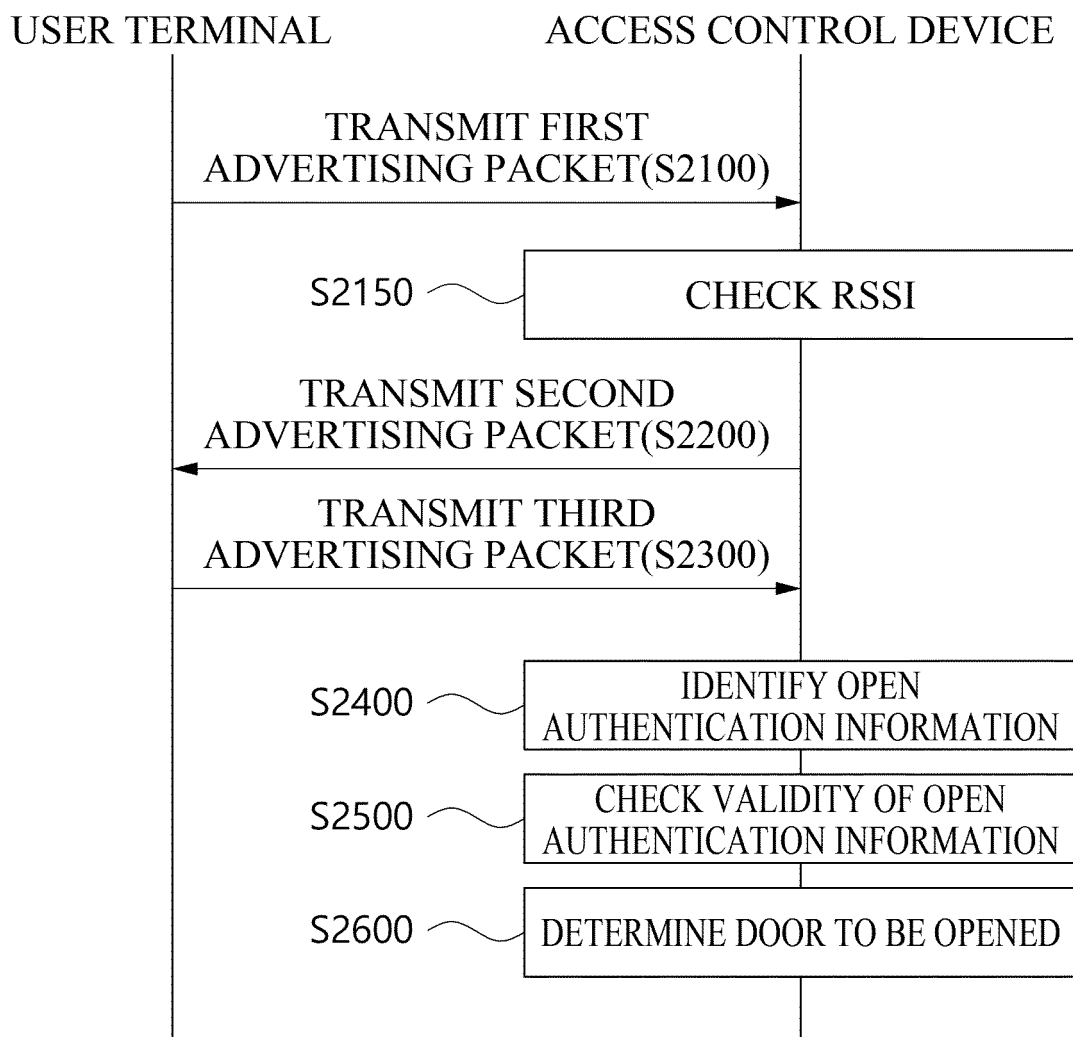 USER TERMINAL
ACCESS CONTROL DEVICE
TRANSMIT FIRST
ADVERTISING PACKET(S2100)
S2150
CHECK RSSI
TRANSMIT SECOND
ADVERTISING PACKET(S2200)
TRANSMIT THIRD
ADVERTISING PACKET(S2300)
S2400
IDENTIFY OPEN
AUTHENTICATION INFORMATION
S2500
CHECK VALIDITY OF OPEN
AUTHENTICATION INFORMATION
S2600
DETERMINE DOOR TO BE OPENED